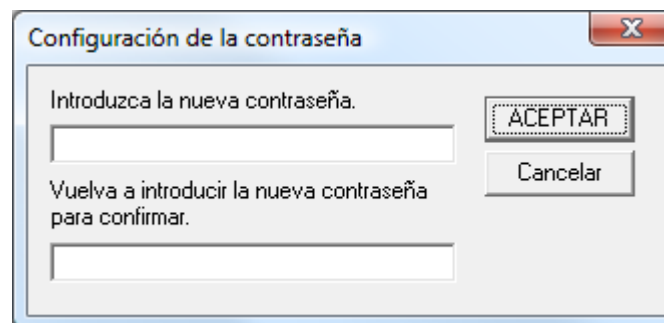 Configuración de la contraseña
Introduzca la nueva contraseña.
ACEPTAR
Cancelar
Vuelva a introducir la nueva contraseña
para confirmar.